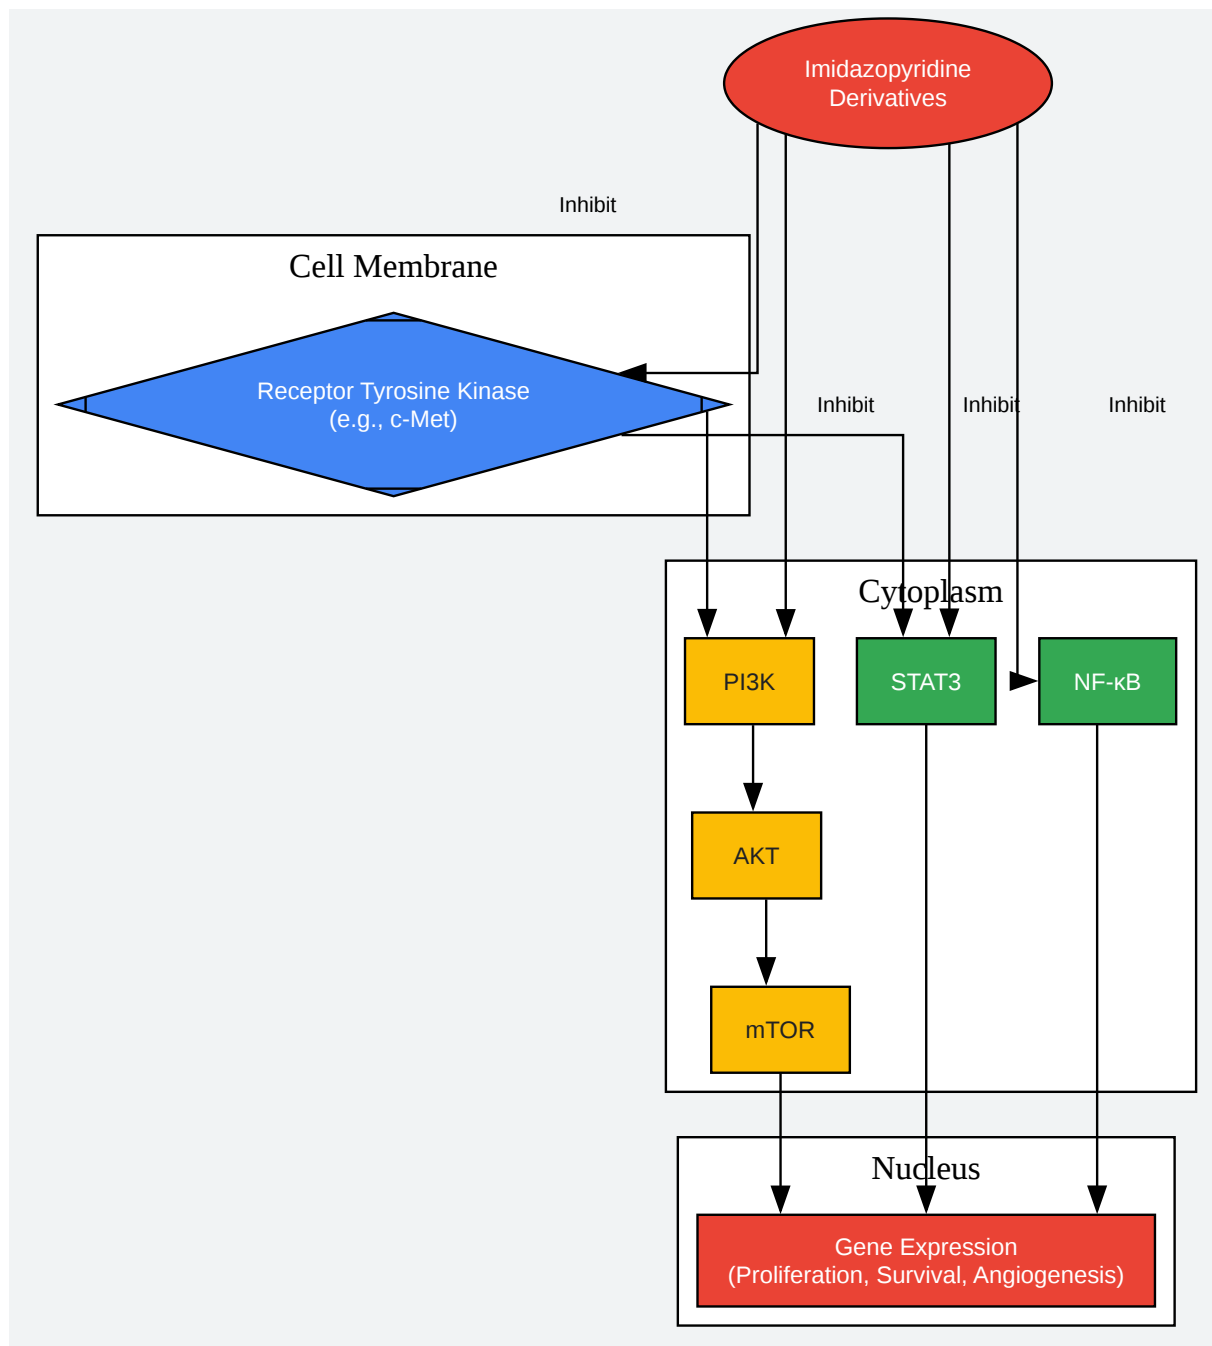 Imidazopyridine
Derivatives
Inhibit
Cell Membrane
Receptor Tyrosine Kinase
(e.g., c-Met)
Inhibit
Inhibit
Inhibit
Cytoplasm
PI3K
STAT3
NF-κB
AKT
mTOR
Nucleus
Gene Expression
(Proliferation, Survival, Angiogenesis)